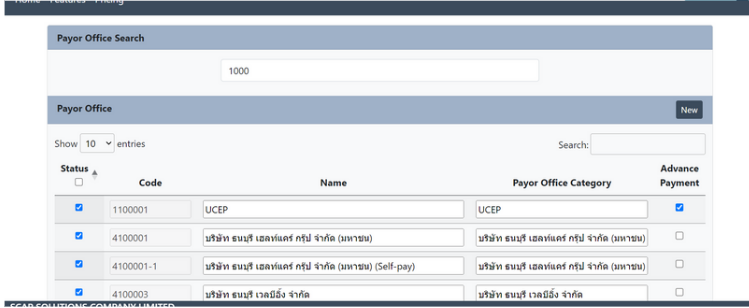 Home Features Pricing
Payor Office Search
1000
Payor Office New
Show 10 entries Search:
Status Code Name Payor Office Category Advance Payment
1100001 UCEP UCEP
4100001 บริษัท ธนบุรี เฮลท์แคร์ กรุ๊ป จำกัด (มหาชน) บริษัท ธนบุรี เฮลท์แคร์ กรุ๊ป จำกัด (มหาชน)
4100001-1 บริษัท ธนบุรี เฮลท์แคร์ กรุ๊ป จำกัด (มหาชน) (Self-pay) บริษัท ธนบุรี เฮลท์แคร์ กรุ๊ป จำกัด (มหาชน)
4100003 บริษัท ธนบุรี เวลบีอิ้ง จำกัด บริษัท ธนบุรี เวลบีอิ้ง จำกัด
SCAP SOLUTIONS COMPANY LIMITED